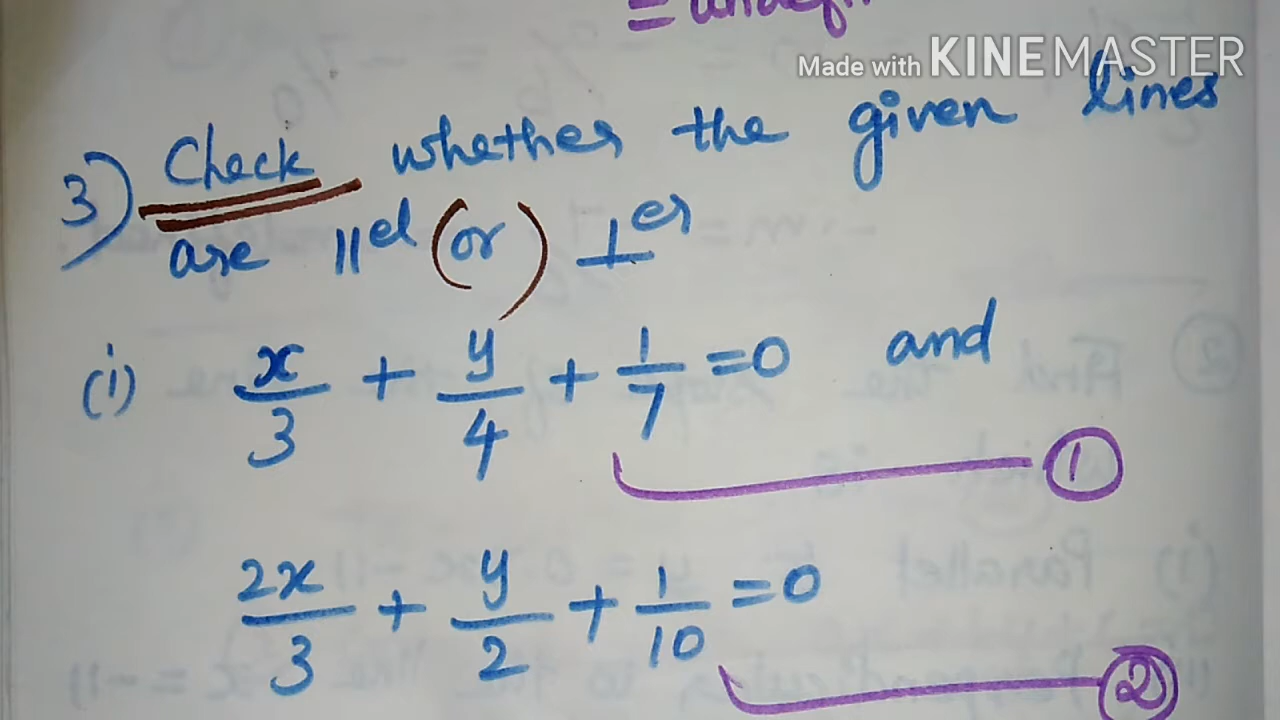 Made with KINEMASTER
3) Check whether the given lines
are ||el (or) ⊥er
(i) x/3 + y/4 + 1/7 = 0 and
①
2x/3 + y/2 + 1/10 = 0
②